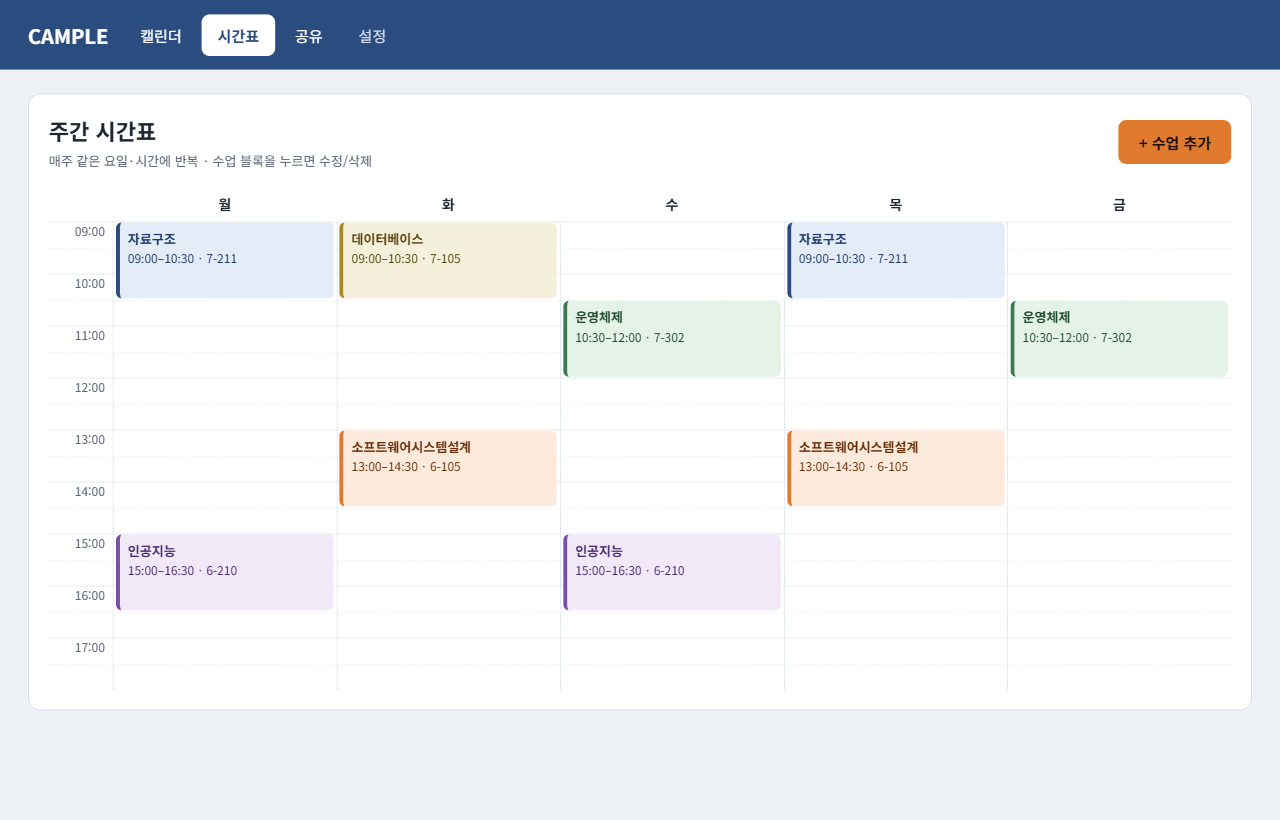 CAMPLE 캘린더 시간표 공유 설정
주간 시간표
매주 같은 요일·시간에 반복 · 수업 블록을 누르면 수정/삭제
+ 수업 추가
월 화 수 목 금
09:00
자료구조
09:00–10:30 · 7-211
데이터베이스
09:00–10:30 · 7-105
자료구조
09:00–10:30 · 7-211
10:00
운영체제
10:30–12:00 · 7-302
운영체제
10:30–12:00 · 7-302
11:00
12:00
13:00
소프트웨어시스템설계
13:00–14:30 · 6-105
소프트웨어시스템설계
13:00–14:30 · 6-105
14:00
15:00
인공지능
15:00–16:30 · 6-210
인공지능
15:00–16:30 · 6-210
16:00
17:00